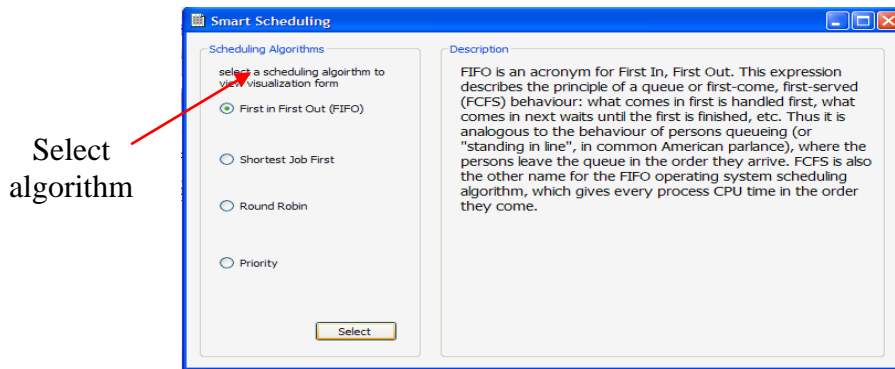 Smart Scheduling
Select
algorithm
Scheduling Algorithms
select a scheduling algoirthm to
view visualization form
First in First Out (FIFO)
Shortest Job First
Round Robin
Priority
Select
Description
FIFO is an acronym for First In, First Out. This expression
describes the principle of a queue or first-come, first-served
(FCFS) behaviour: what comes in first is handled first, what
comes in next waits until the first is finished, etc. Thus it is
analogous to the behaviour of persons queueing (or
"standing in line", in common American parlance), where the
persons leave the queue in the order they arrive. FCFS is also
the other name for the FIFO operating system scheduling
algorithm, which gives every process CPU time in the order
they come.